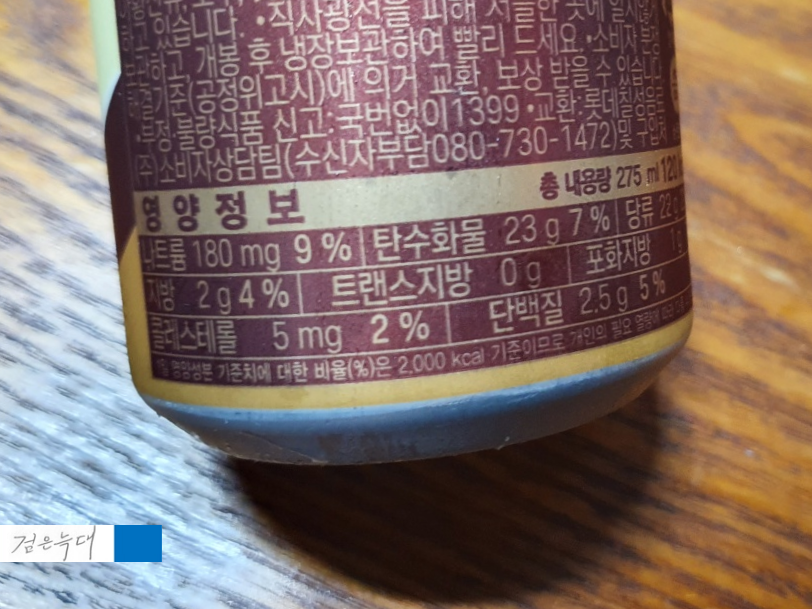 있습니다. •직사광선을 피해 서늘한 곳에
하고, 개봉 후 냉장보관하여 빨리 드세요. •소비자
결기준(공정위고시)에 의거 교환, 보상 받을 수 있습니다
•부정·불량식품 신고: 국번없이1399 •교환: 롯데칠성음료
(주)소비자상담팀(수신자부담080-730-1472)및 구입처
영양정보 총 내용량 275 ml 120
나트륨 180 mg 9 % 탄수화물 23 g 7 % 당류 22
지방 2 g 4 % 트랜스지방 0 g 포화지방 1g
콜레스테롤 5 mg 2 % 단백질 2.5 g 5 %
1일 영양성분 기준치에 대한 비율(%)은 2,000 kcal 기준이므로 개인의 필요 열량에 따라
검은늑대